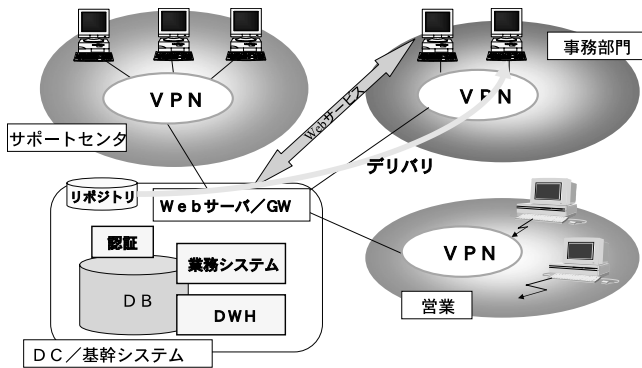 ＶＰＮ
サポートセンタ
事務部門
ＶＰＮ
Webサービス
デリバリ
リポジトリ
Ｗｅｂサーバ／GW
認証
業務システム
ＤＢ
DWH
ＤＣ／基幹システム
ＶＰＮ
営業